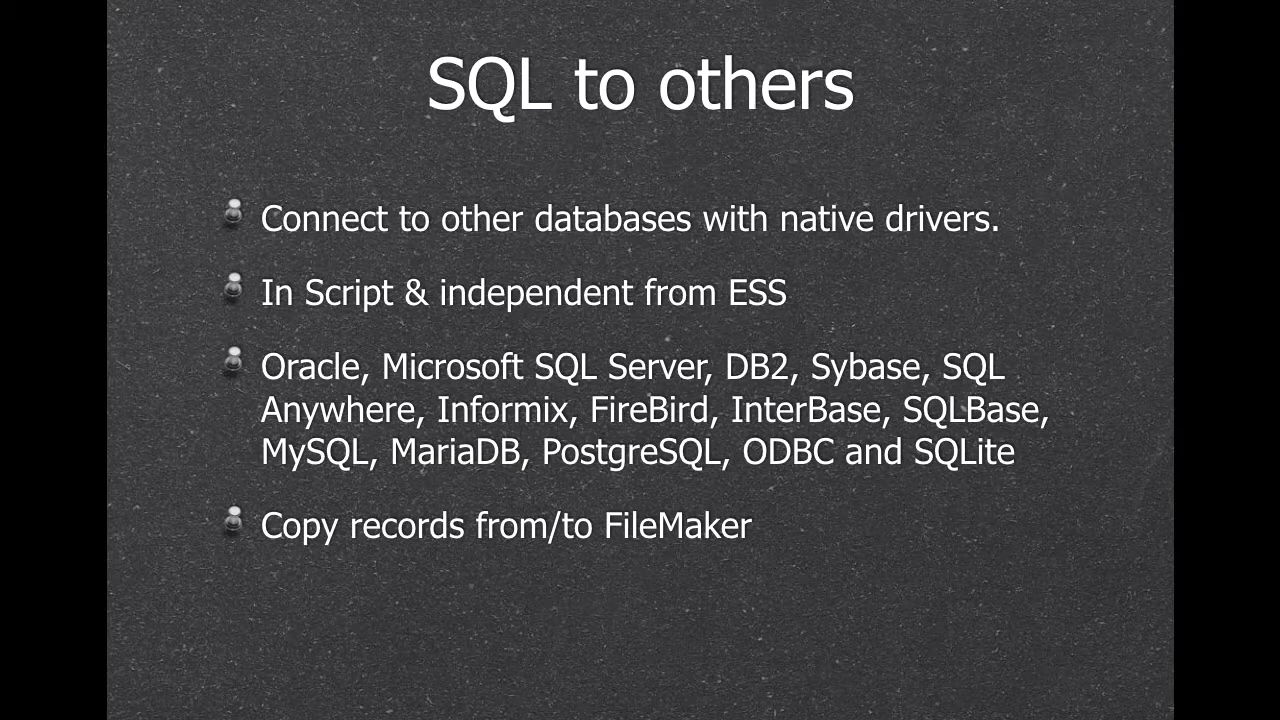 SQL to others
Connect to other databases with native drivers.
In Script & independent from ESS
Oracle, Microsoft SQL Server, DB2, Sybase, SQL
Anywhere, Informix, FireBird, InterBase, SQLBase,
MySQL, MariaDB, PostgreSQL, ODBC and SQLite
Copy records from/to FileMaker